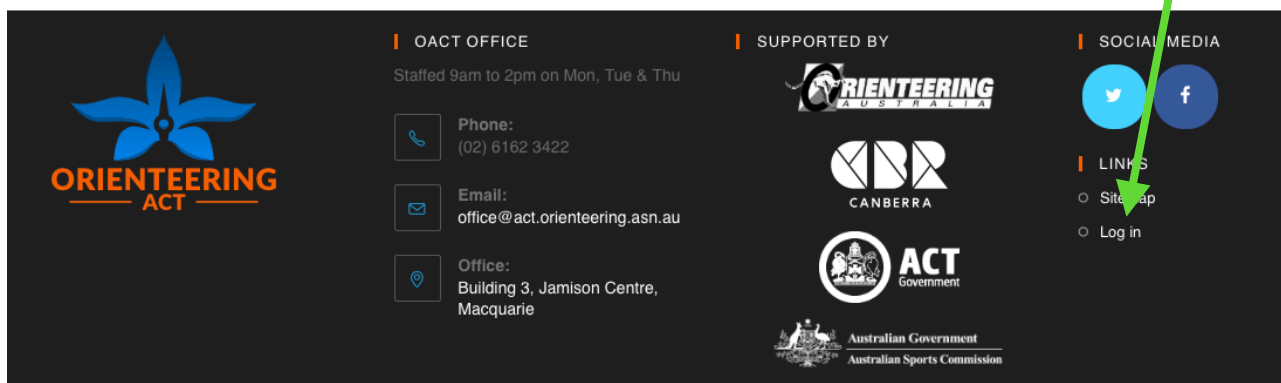 ORIENTEERING
ACT
OACT OFFICE
Staffed 9am to 2pm on Mon, Tue & Thu
Phone:
(02) 6162 3422
Email:
office@act.orienteering.asn.au
Office:
Building 3, Jamison Centre,
Macquarie
SUPPORTED BY
ORIENTEERING
AUSTRALIA
CBR
CANBERRA
ACT
Government
Australian Government
Australian Sports Commission
SOCIAL MEDIA
LINKS
Sitemap
Log in